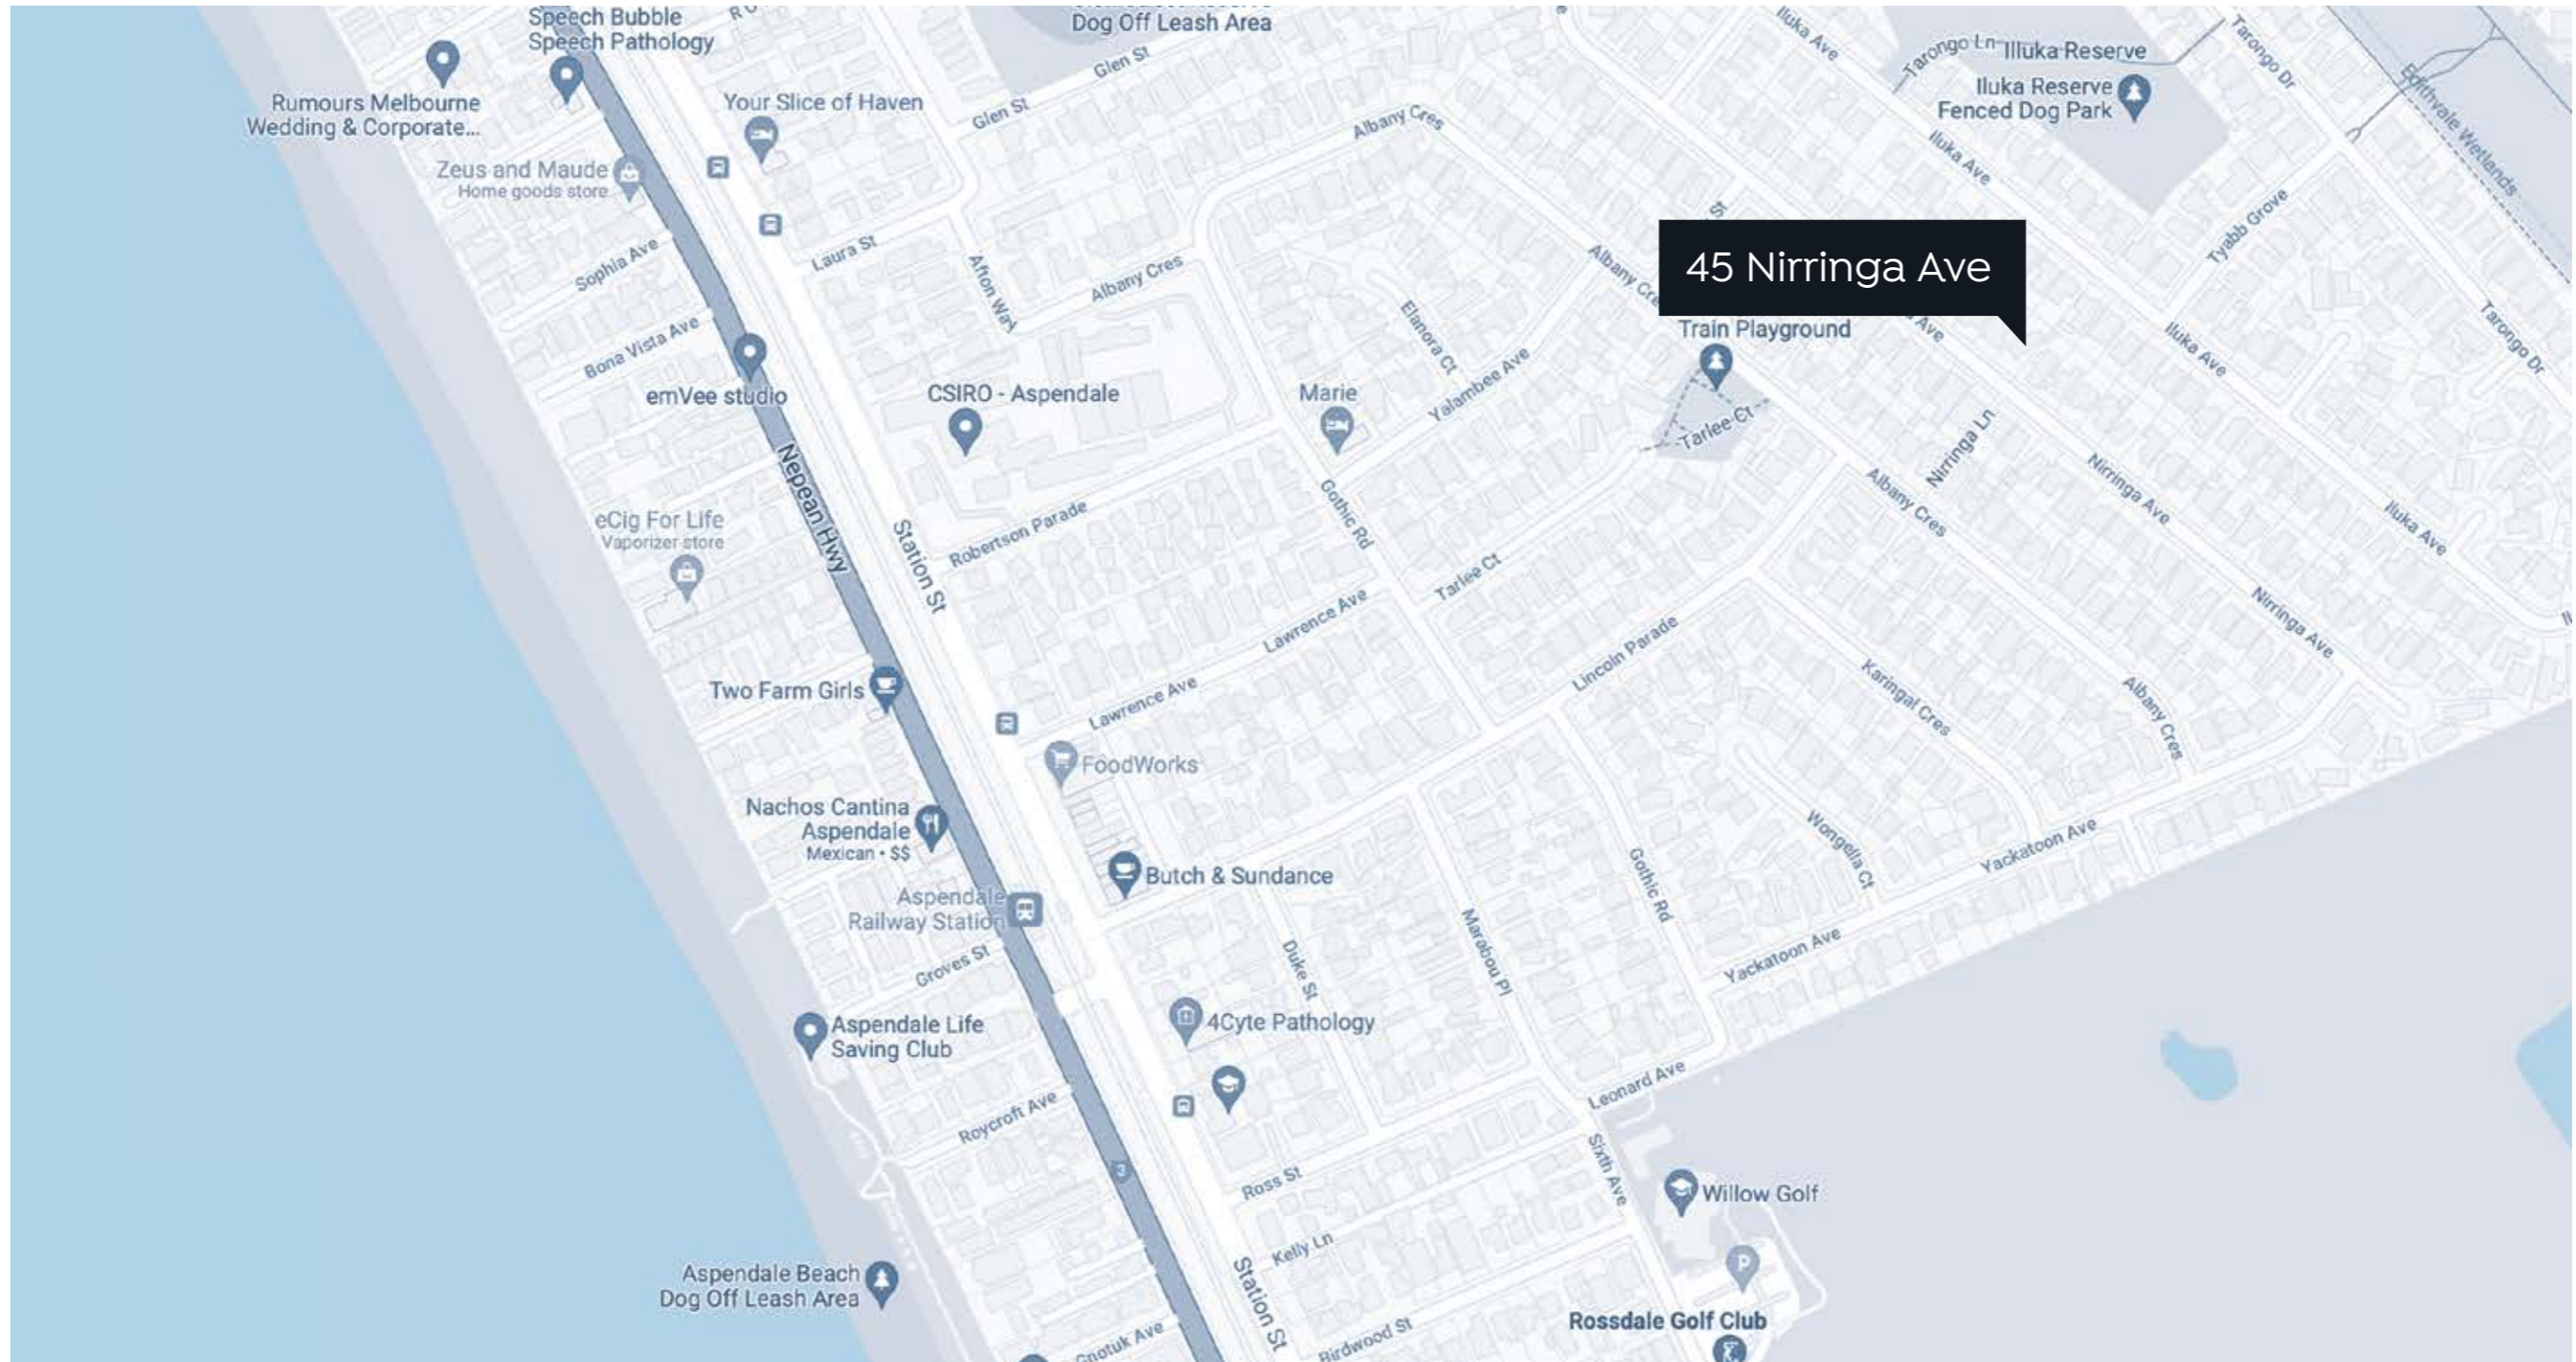 Speech Bubble
Speech Pathology
Dog Off Leash Area
Glen St
Iluka Ave
Tarongo Ln
Illuka Reserve
Tarongo Dr
Rumours Melbourne
Wedding & Corporate...
Your Slice of Haven
Glen St
Albany Cres
Iluka Reserve
Fenced Dog Park
Edithvale Wetlands
Zeus and Maude
Home goods store
Iluka Ave
St
Sophia Ave
Laura St
Afton Way
Albany Cres
Elanora Ct
Albany Cre
45 Nirringa Ave
Tyabb Grove
Bona Vista Ave
Train Playground
Ave
Iluka Ave
Tarongo Dr
emVee studio
CSIRO - Aspendale
Marie
Yalambee Ave
Tarlee Ct
Nirringa Ln
Nepean Hwy
Gothic Rd
Albany Cres
Nirringa Ave
Iluka Ave
eCig For Life
Vaporizer store
Station St
Robertson Parade
Tarlee Ct
Lawrence Ave
Lincoln Parade
Nirringa Ave
Two Farm Girls
Lawrence Ave
Karingal Cres
Albany Cres
FoodWorks
Nachos Cantina
Aspendale
Mexican • $$
Butch & Sundance
Wongella Ct
Yackatoon Ave
Gothic Rd
Aspendale
Railway Station
Groves St
Duke St
Marabou Pl
Yackatoon Ave
Aspendale Life
Saving Club
4Cyte Pathology
Roycroft Ave
Leonard Ave
3
Ross St
Sixth Ave
Willow Golf
Kelly Ln
Aspendale Beach
Dog Off Leash Area
Station St
P
Rossdale Golf Club
Gnotuk Ave
Birdwood St